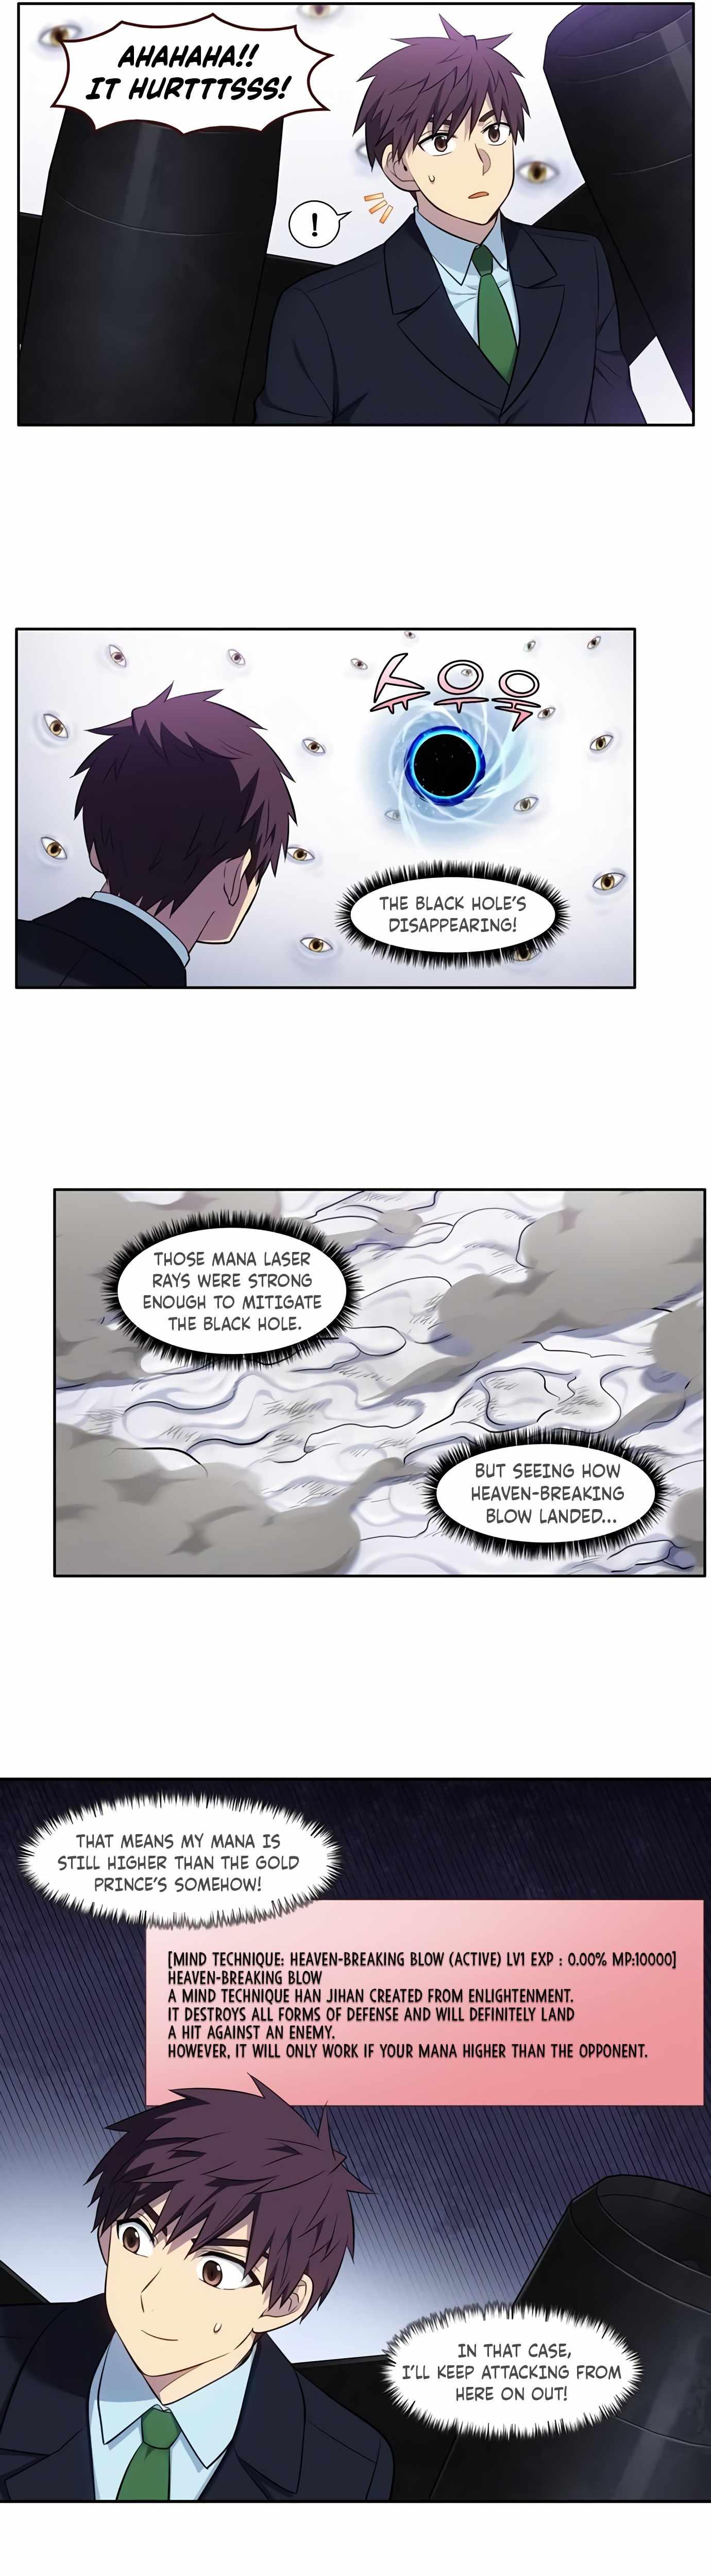 AHAHAHA!!
IT HURTTTSSS!
!
슈우욱
THE BLACK HOLE'S
DISAPPEARING!
THOSE MANA LASER
RAYS WERE STRONG
ENOUGH TO MITIGATE
THE BLACK HOLE.
BUT SEEING HOW
HEAVEN-BREAKING
BLOW LANDED...
THAT MEANS MY MANA IS
STILL HIGHER THAN THE GOLD
PRINCE'S SOMEHOW!
[MIND TECHNIQUE: HEAVEN-BREAKING BLOW (ACTIVE) LV1 EXP : 0.00% MP:10000]
HEAVEN-BREAKING BLOW
A MIND TECHNIQUE HAN JIHAN CREATED FROM ENLIGHTENMENT.
IT DESTROYS ALL FORMS OF DEFENSE AND WILL DEFINITELY LAND
A HIT AGAINST AN ENEMY.
HOWEVER, IT WILL ONLY WORK IF YOUR MANA HIGHER THAN THE OPPONENT.
IN THAT CASE,
I'LL KEEP ATTACKING FROM
HERE ON OUT!